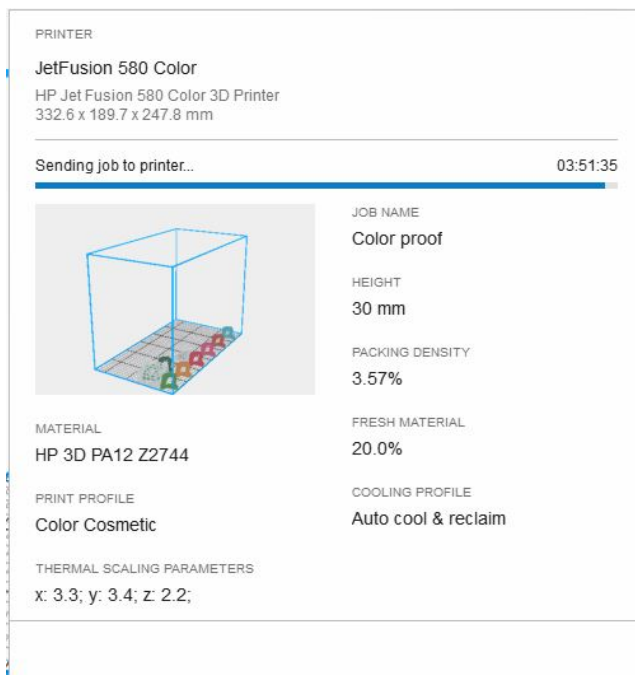 PRINTER
JetFusion 580 Color
HP Jet Fusion 580 Color 3D Printer
332.6 x 189.7 x 247.8 mm
Sending job to printer... 03:51:35
JOB NAME
Color proof
HEIGHT
30 mm
PACKING DENSITY
3.57%
FRESH MATERIAL
20.0%
COOLING PROFILE
Auto cool & reclaim
MATERIAL
HP 3D PA12 Z2744
PRINT PROFILE
Color Cosmetic
THERMAL SCALING PARAMETERS
x: 3.3; y: 3.4; z: 2.2;